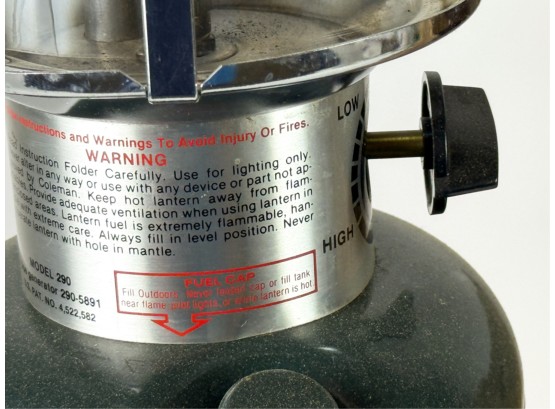 Instructions and Warnings To Avoid Injury Or Fires.
LOW
WARNING
Instruction Folder Carefully. Use for lighting only.
alter in any way or use with any device or part not ap-
by Coleman. Keep hot lantern away from flam-
Provide adequate ventilation when using lantern in
areas. Lantern fuel is extremely flammable, han-
extreme care. Always fill in level position. Never
lantern with hole in mantle.
HIGH
MODEL 290
generator 290-5891
PAT. NO. 4,522,582
FUEL CAP
Fill Outdoors. Never loosen cap or fill tank
near flame, pilot lights, or while lantern is hot